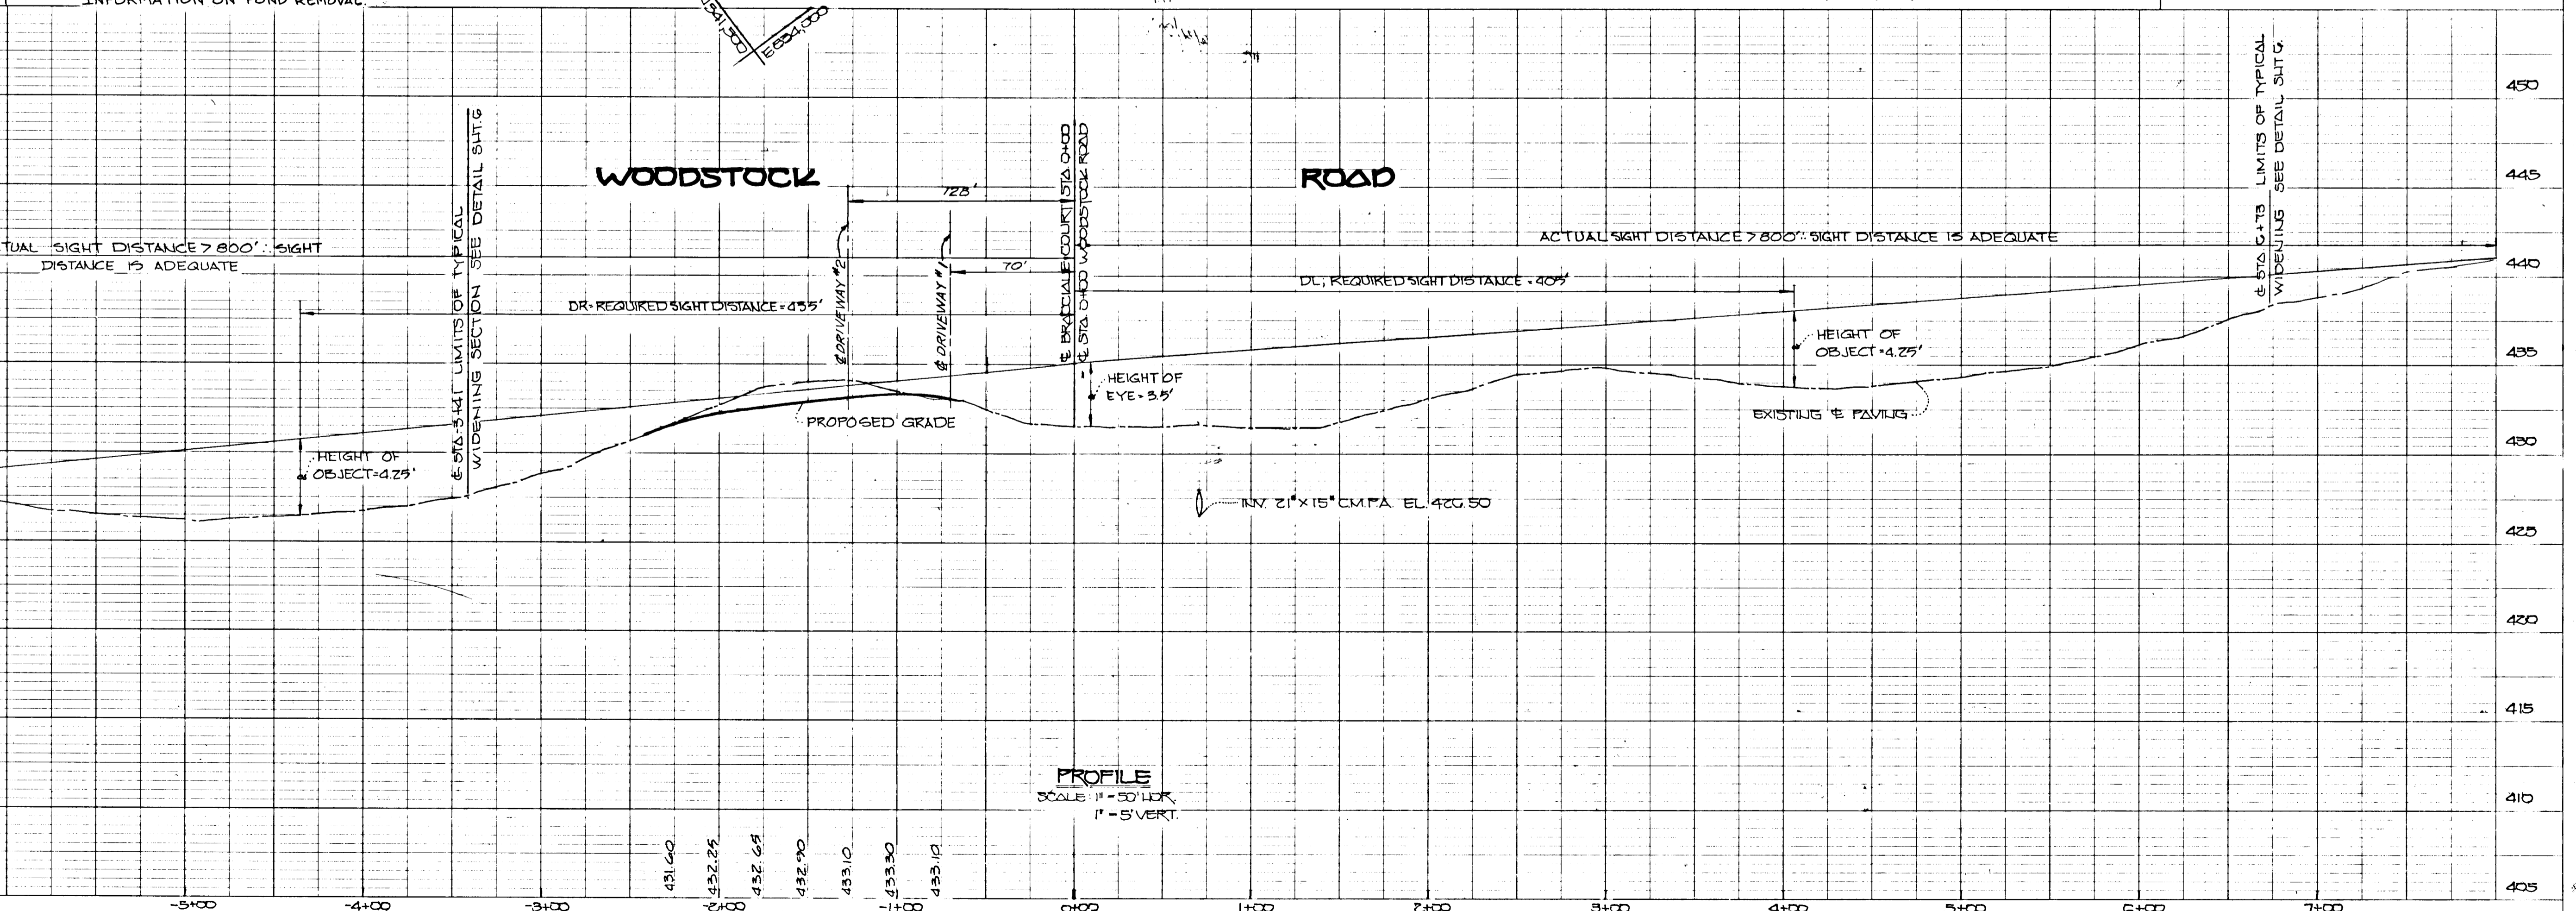 INFORMATION ON POND REMOVAL.
541,500
E 834,500
WOODSTOCK
ROAD
TUAL SIGHT DISTANCE > 800' ∴ SIGHT
DISTANCE IS ADEQUATE
℄ STA.-3+41 LIMITS OF TYPICAL
WIDENING SECTION SEE DETAIL SHT.6
DR= REQUIRED SIGHT DISTANCE = 435'
128'
70'
℄ DRIVEWAY #2
℄ DRIVEWAY #1
COURT STA 0+00
℄ STA. 0+00 WOODSTOCK ROAD
ACTUAL SIGHT DISTANCE > 800' ∴ SIGHT DISTANCE IS ADEQUATE
DL; REQUIRED SIGHT DISTANCE = 405'
℄ STA. 6+73 LIMITS OF TYPICAL
WIDENING SEE DETAIL SHT 6.
HEIGHT OF
OBJECT = 4.25'
HEIGHT OF
EYE = 3.5'
HEIGHT OF
OBJECT = 4.25'
PROPOSED GRADE
EXISTING ℄ PAVING
INV. 21" X 15" C.M.P.A. EL. 426.50
450
445
440
435
430
425
420
415
410
405
PROFILE
SCALE: 1" = 50' HOR.
1" = 5' VERT.
431.60
432.25
432.65
432.90
433.10
433.30
433.10
-5+00
-4+00
-3+00
-2+00
-1+00
0+00
1+00
2+00
3+00
4+00
5+00
6+00
7+00